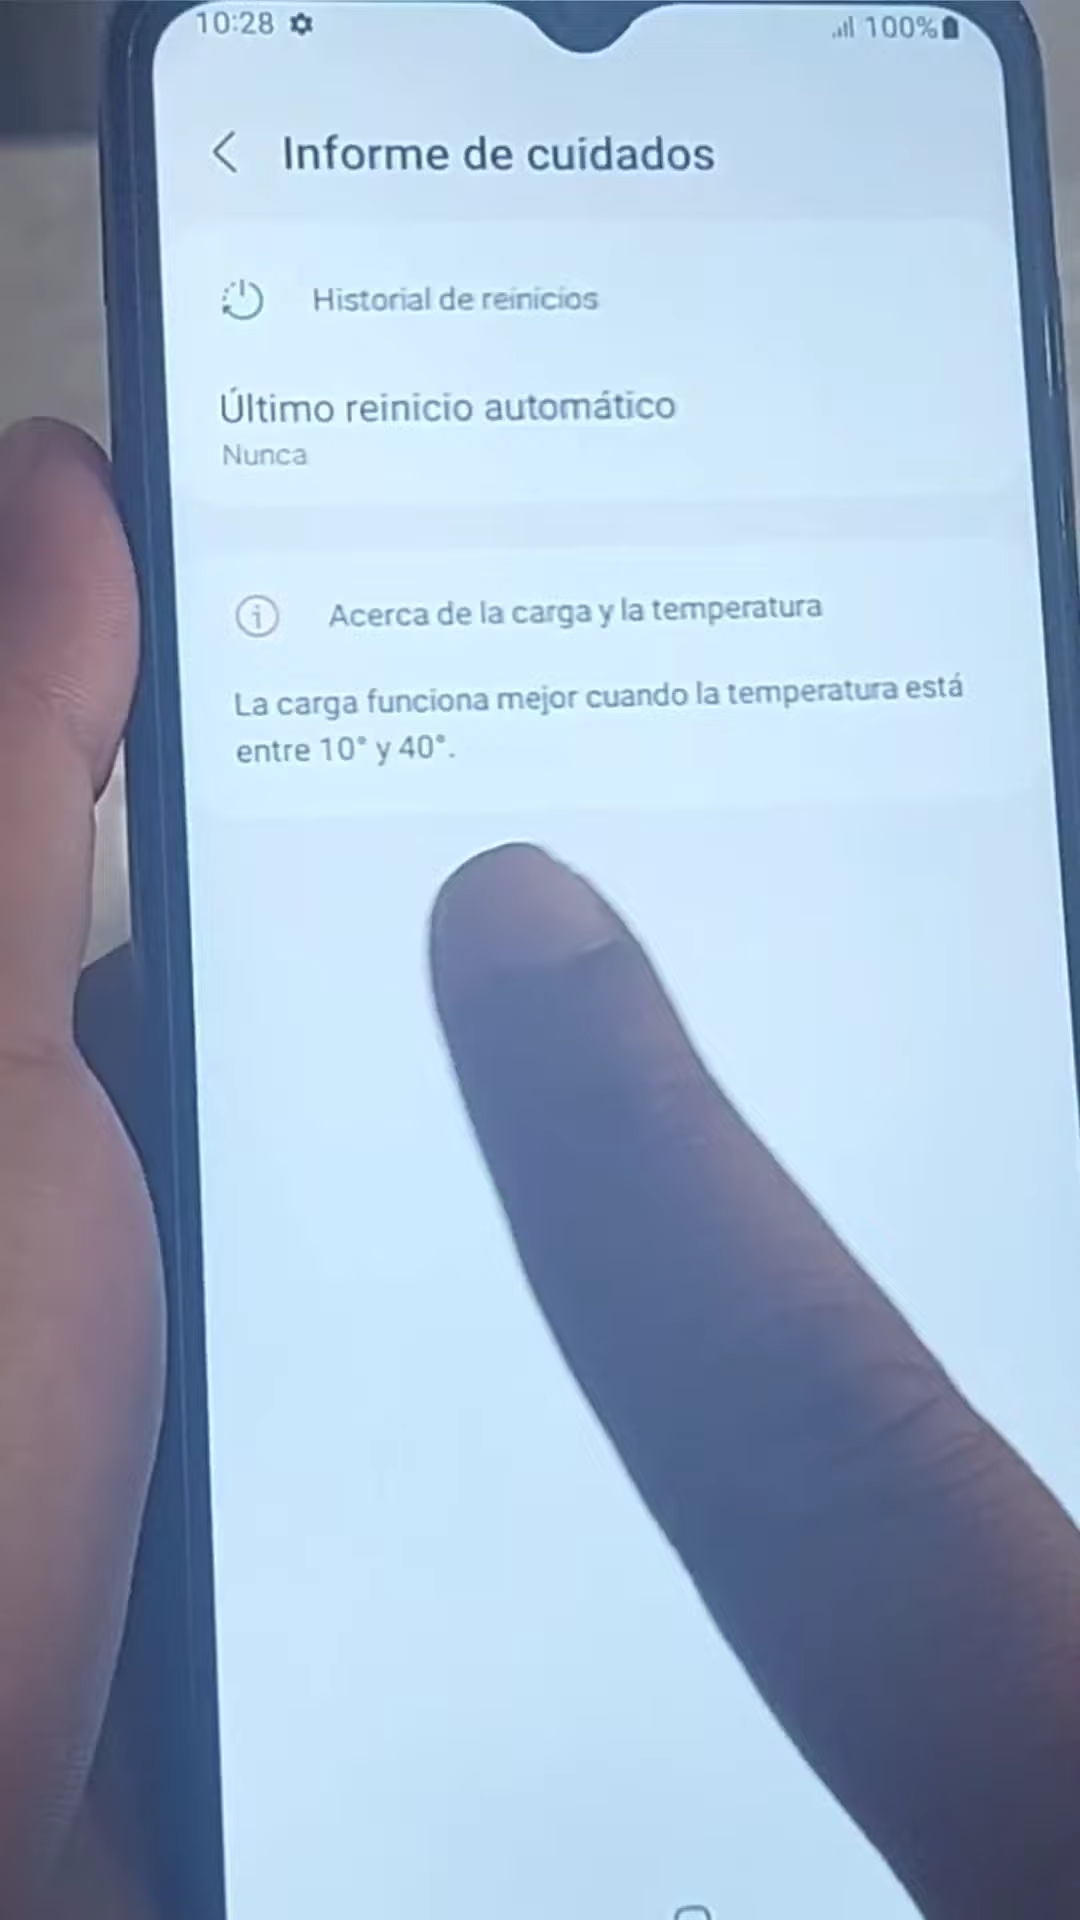 10:28
100%
Informe de cuidados
Historial de reinicios
Último reinicio automático
Nunca
Acerca de la carga y la temperatura
La carga funciona mejor cuando la temperatura está
entre 10° y 40°.